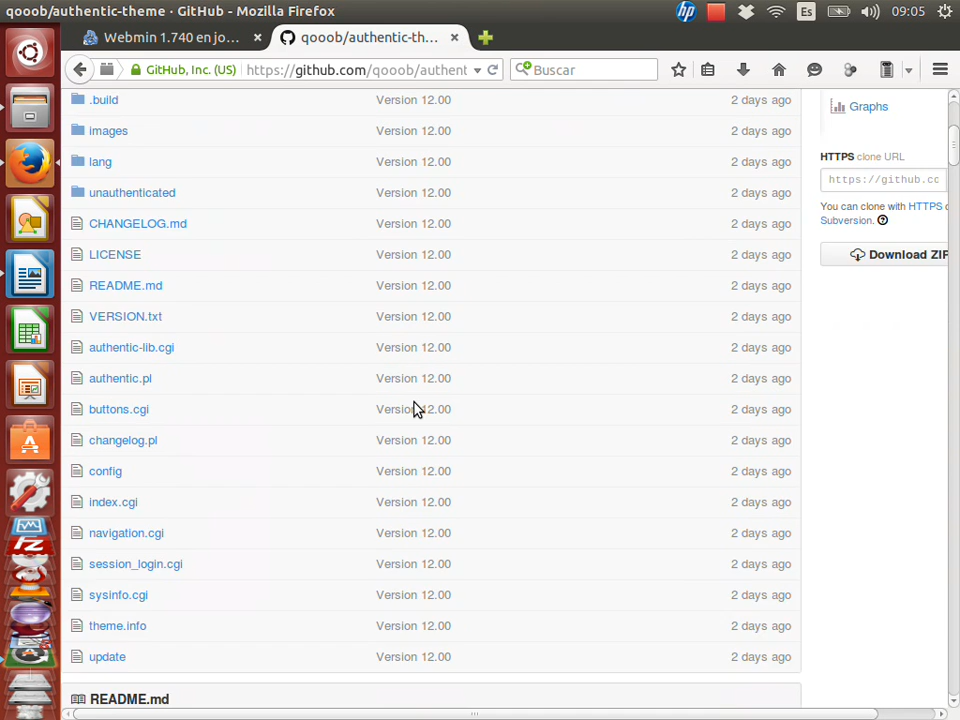 qooob/authentic-theme · GitHub - Mozilla Firefox
hp
Es
09:05
Webmin 1.740 en jo...
qooob/authentic-th...
GitHub, Inc. (US)
https://github.com/qooob/authent
Buscar
.build Version 12.00 2 days ago
images Version 12.00 2 days ago
lang Version 12.00 2 days ago
unauthenticated Version 12.00 2 days ago
CHANGELOG.md Version 12.00 2 days ago
LICENSE Version 12.00 2 days ago
README.md Version 12.00 2 days ago
VERSION.txt Version 12.00 2 days ago
authentic-lib.cgi Version 12.00 2 days ago
authentic.pl Version 12.00 2 days ago
buttons.cgi Version 12.00 2 days ago
changelog.pl Version 12.00 2 days ago
config Version 12.00 2 days ago
index.cgi Version 12.00 2 days ago
navigation.cgi Version 12.00 2 days ago
session_login.cgi Version 12.00 2 days ago
sysinfo.cgi Version 12.00 2 days ago
theme.info Version 12.00 2 days ago
update Version 12.00 2 days ago
README.md
Graphs
HTTPS clone URL
https://github.cc
You can clone with HTTPS
Subversion.
Download ZIP